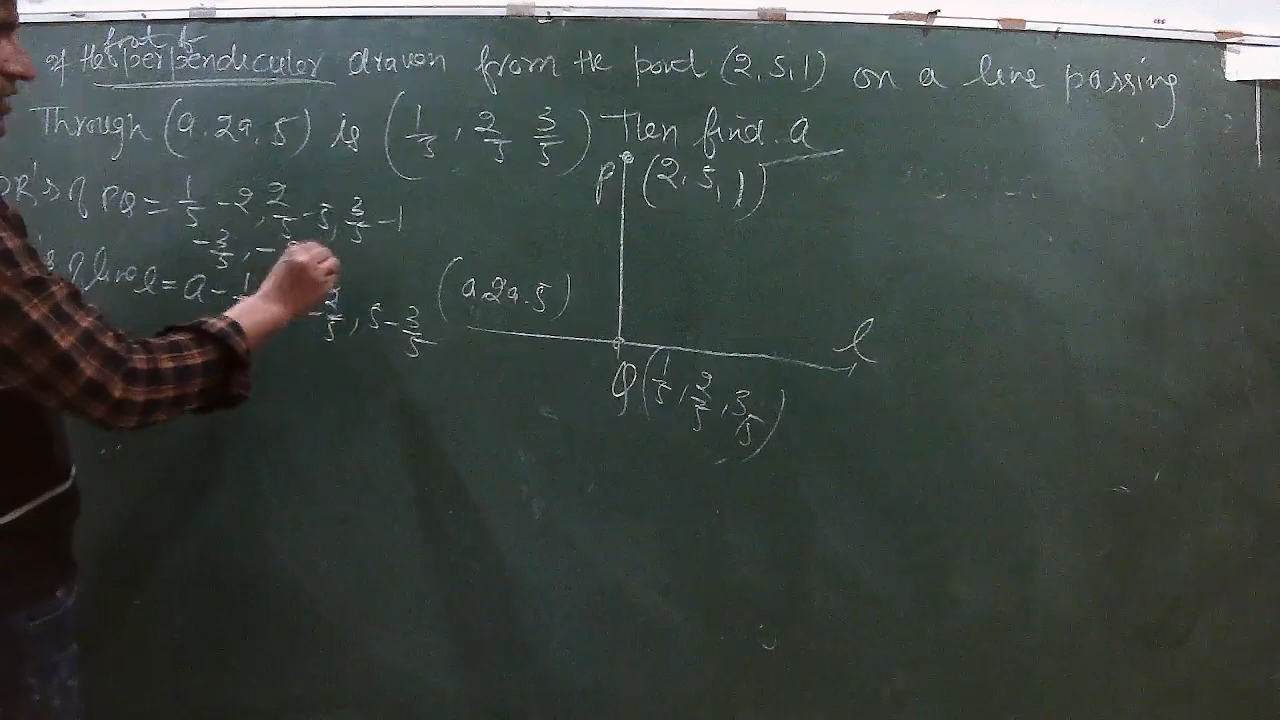 of the foot of perpendicular drawn from the point (2, 5, 1) on a line passing
Through (a, 2a, 5) is (1/5, 2/5 3/5) Then find a
DR's of PQ = 1/5 - 2, 2/5 - 5, 3/5 - 1
P (2, 5, 1)
- 3/5, -
of line l = a - 1
- 2/5, 5 - 3/5
(a, 2a, 5)
l
Q (1/5, 2/5, 3/5)